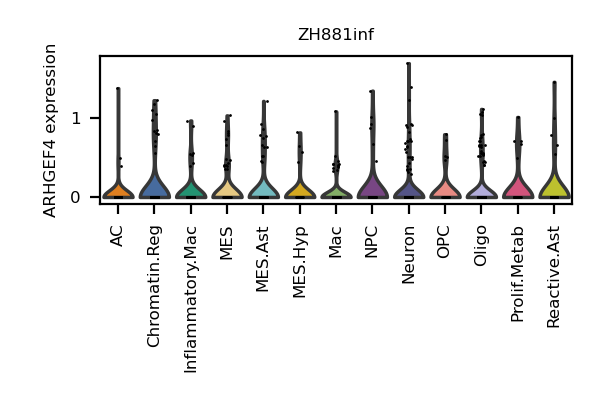 ZH881inf
ARHGEF4 expression
1
0
AC
Chromatin.Reg
Inflammatory.Mac
MES
MES.Ast
MES.Hyp
Mac
NPC
Neuron
OPC
Oligo
Prolif.Metab
Reactive.Ast